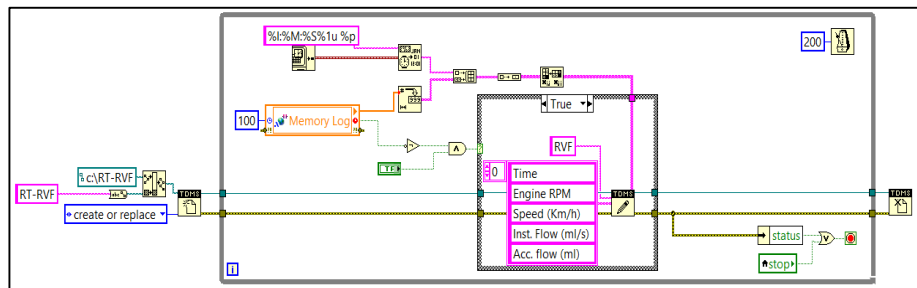 %I:%M:%S%1u %p
200
True
100
Memory Log
RVF
TF
c:\RT-RVF
RT-RVF
TDMS
create or replace
0
Time
Engine RPM
Speed (Km/h)
Inst. Flow (ml/s)
Acc. flow (ml)
TDMS
TDMS
status
stop
i